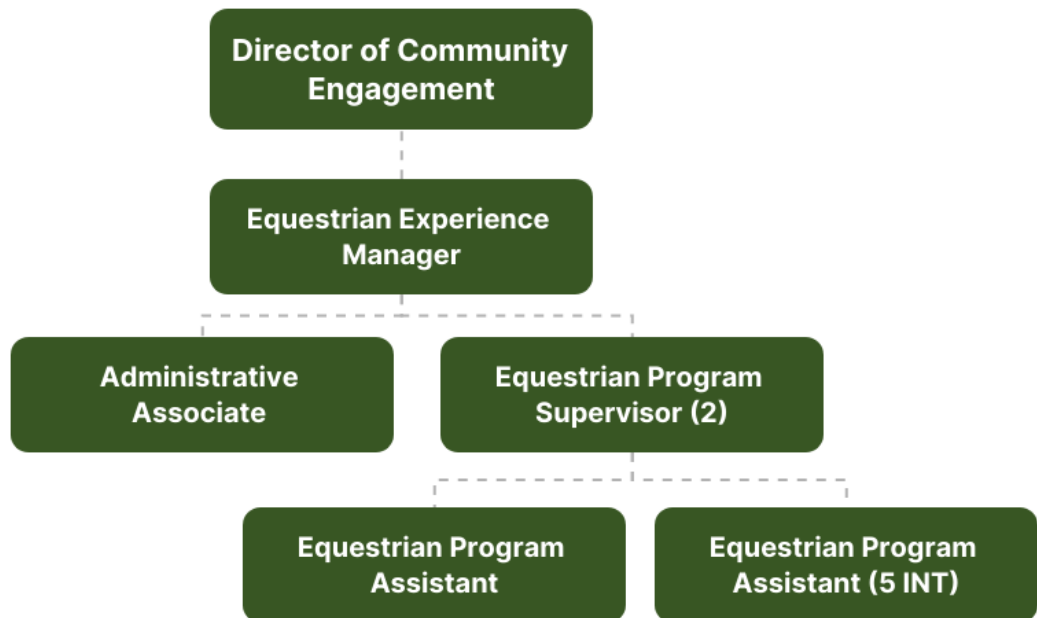 Director of Community
Engagement
Equestrian Experience
Manager
Administrative
Associate
Equestrian Program
Supervisor (2)
Equestrian Program
Assistant
Equestrian Program
Assistant (5 INT)